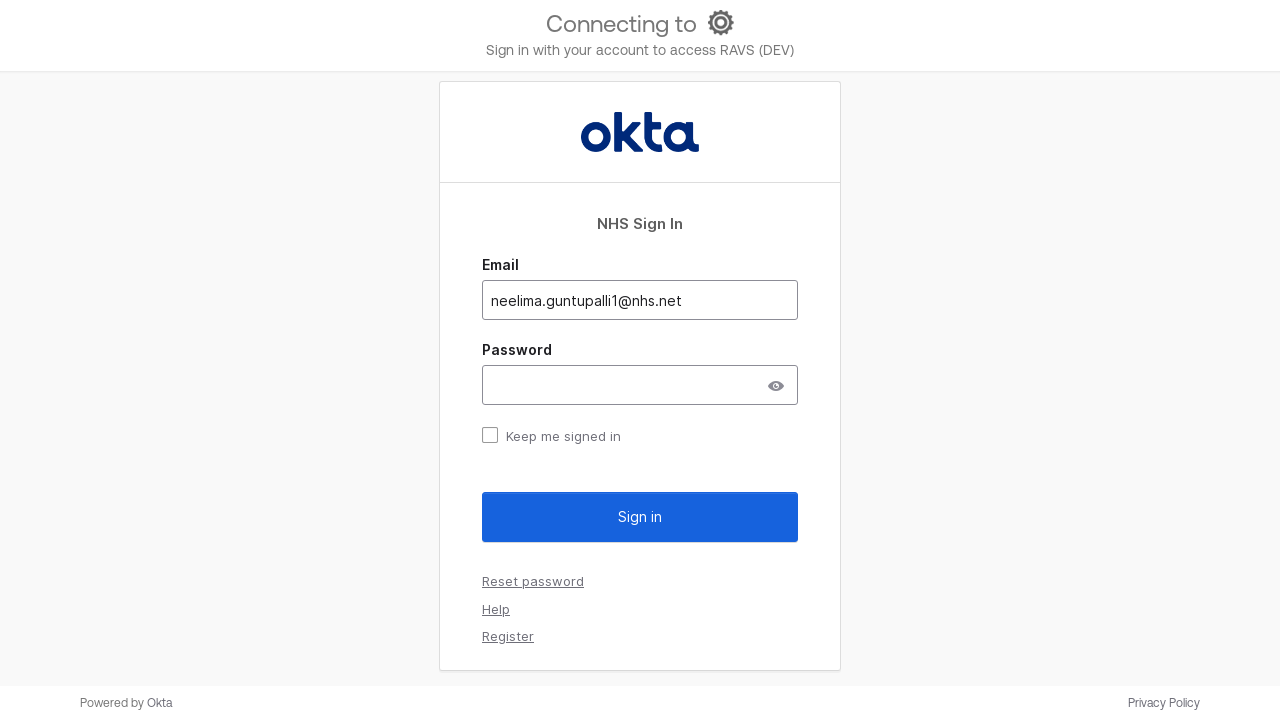 Connecting to
Sign in with your account to access RAVS (DEV)
okta
NHS Sign In
Email
neelima.guntupalli1@nhs.net
Password
Keep me signed in
Sign in
Reset password
Help
Register
Powered by Okta
Privacy Policy